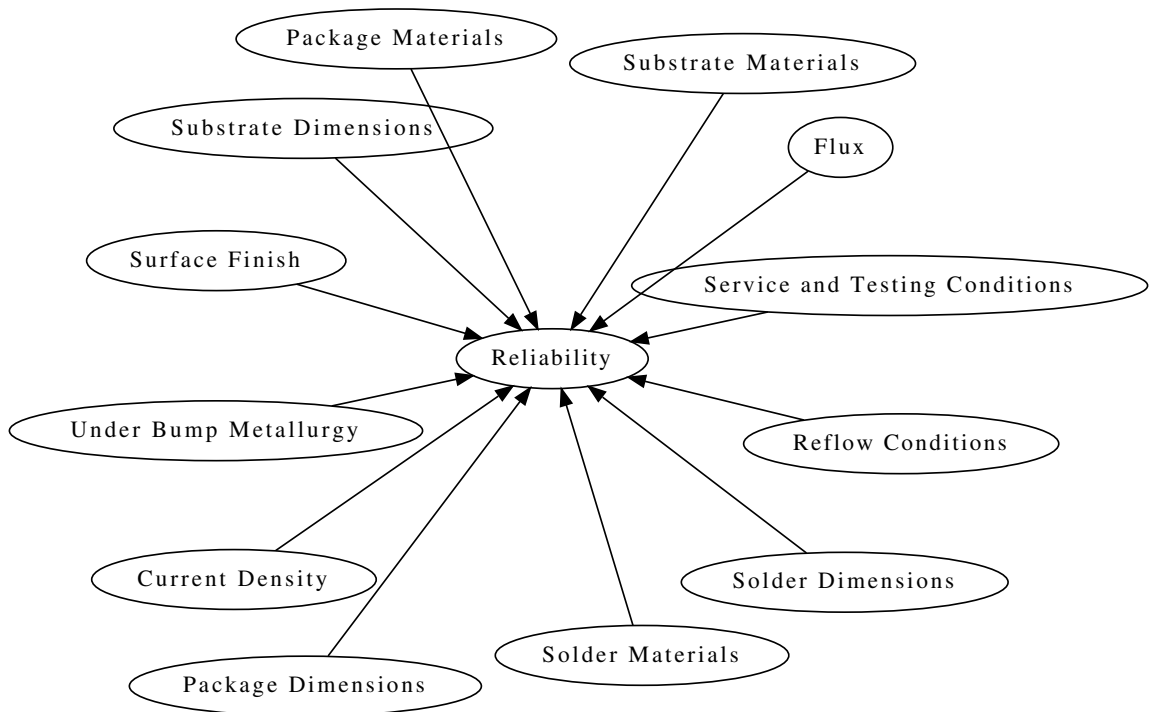 Package Materials
Substrate Materials
Substrate Dimensions
Flux
Surface Finish
Service and Testing Conditions
Reliability
Under Bump Metallurgy
Reflow Conditions
Current Density
Solder Dimensions
Solder Materials
Package Dimensions